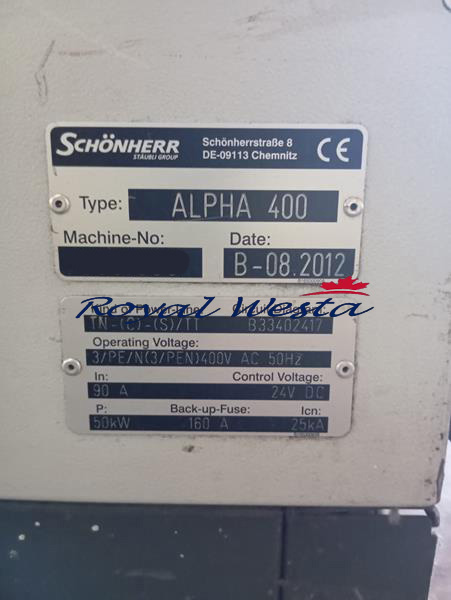 SCHÖNHERR
STÄUBLI GROUP
Schönherrstraße 8
DE-09113 Chemnitz
CE
Type: ALPHA 400
Machine-No: Date:
B-08.2012
Royal Westa
TN-(C)-(S)/TT B33402417
Operating Voltage:
3/PE/N(3/PEN)400V AC 50Hz
In: Control Voltage:
90 A 24V DC
P: Back-up-Fuse: Icn:
50kW 160 A 25kA